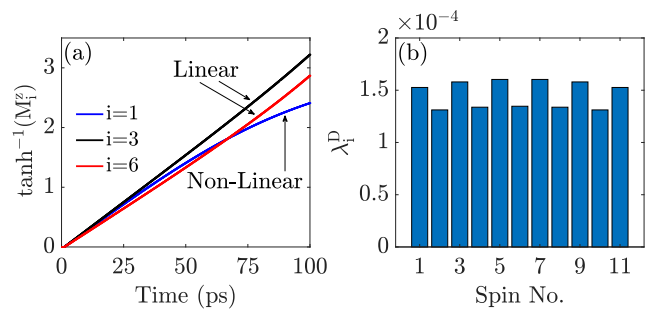 (a)
3
2
1
0
tanh⁻¹(Mᵢᶻ)
Linear
i=1
i=3
i=6
Non-Linear
0 25 50 75 100
Time (ps)
×10⁻⁴
(b)
2
1.5
1
0.5
0
λᵢᴰ
1 3 5 7 9 11
Spin No.